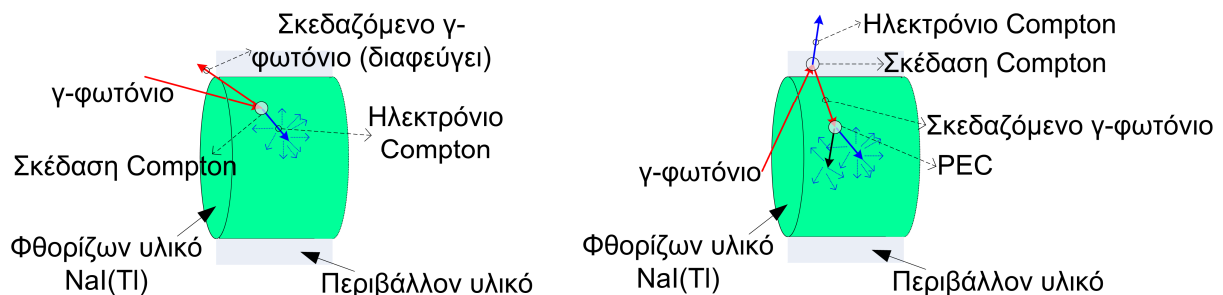 Σκεδαζόμενο γ-
φωτόνιο (διαφεύγει)
γ-φωτόνιο
Ηλεκτρόνιο
Compton
Σκέδαση Compton
Φθορίζων υλικό
NaI(Tl)
Περιβάλλον υλικό
Ηλεκτρόνιο Compton
Σκέδαση Compton
Σκεδαζόμενο γ-φωτόνιο
PEC
γ-φωτόνιο
Φθορίζων υλικό
NaI(Tl)
Περιβάλλον υλικό